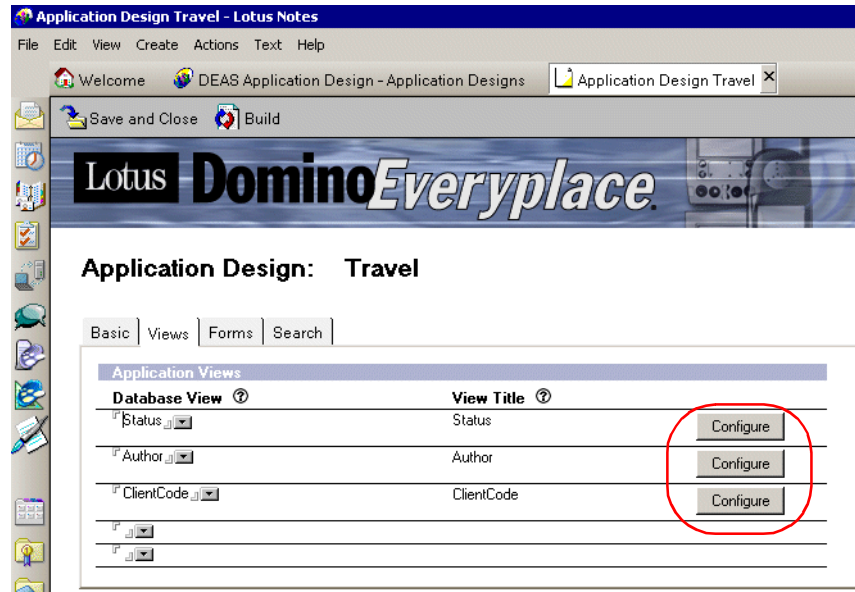 Application Design Travel - Lotus Notes
File Edit View Create Actions Text Help
Welcome DEAS Application Design - Application Designs Application Design Travel
Save and Close Build
Lotus Domino Everyplace.
Application Design: Travel
Basic Views Forms Search
Application Views
Database View View Title
Status Status Configure
Author Author Configure
ClientCode ClientCode Configure